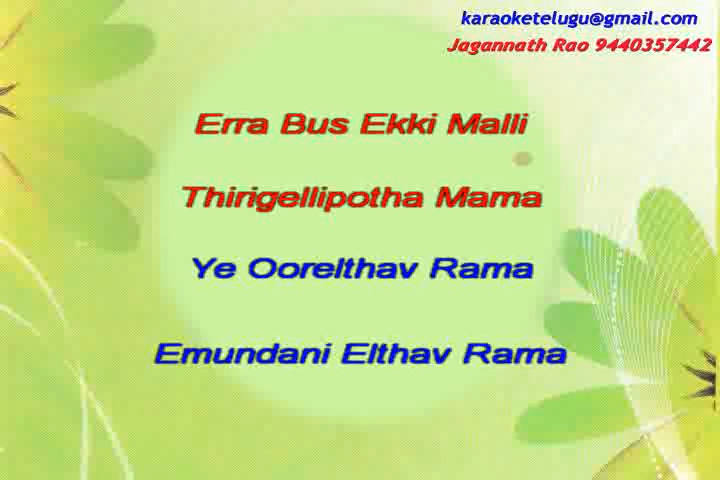 karaoketelugu@gmail.com
Jagannath Rao 9440357442
Erra Bus Ekki Malli
Thirigellipotha Mama
Ye Oorelthav Rama
Emundani Elthav Rama